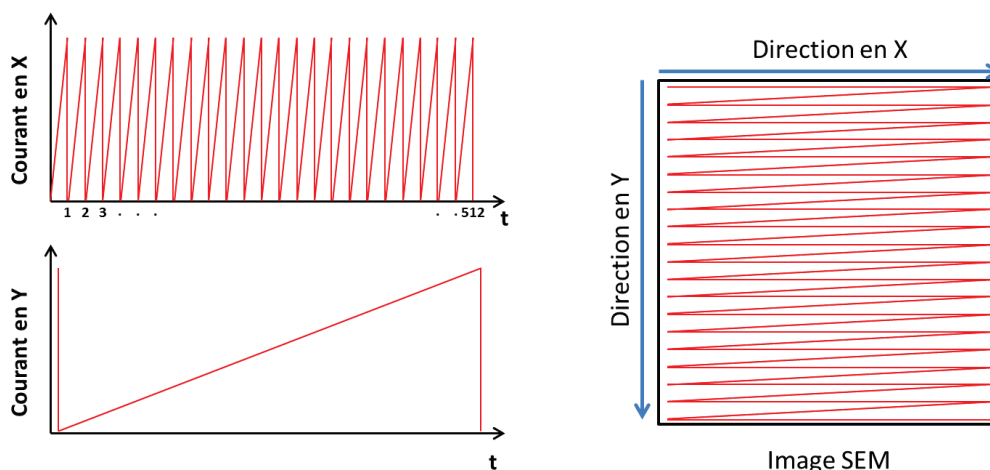 Courant en X
1 2 3 . . . . . 512
t
Courant en Y
t
Direction en X
Direction en Y
Image SEM